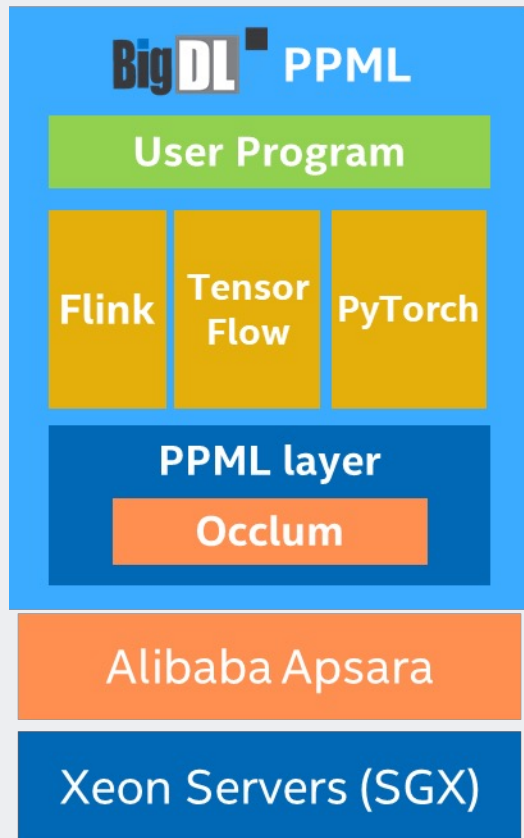 BigDL PPML
User Program
Flink
Tensor
Flow
PyTorch
PPML layer
Occlum
Alibaba Apsara
Xeon Servers (SGX)